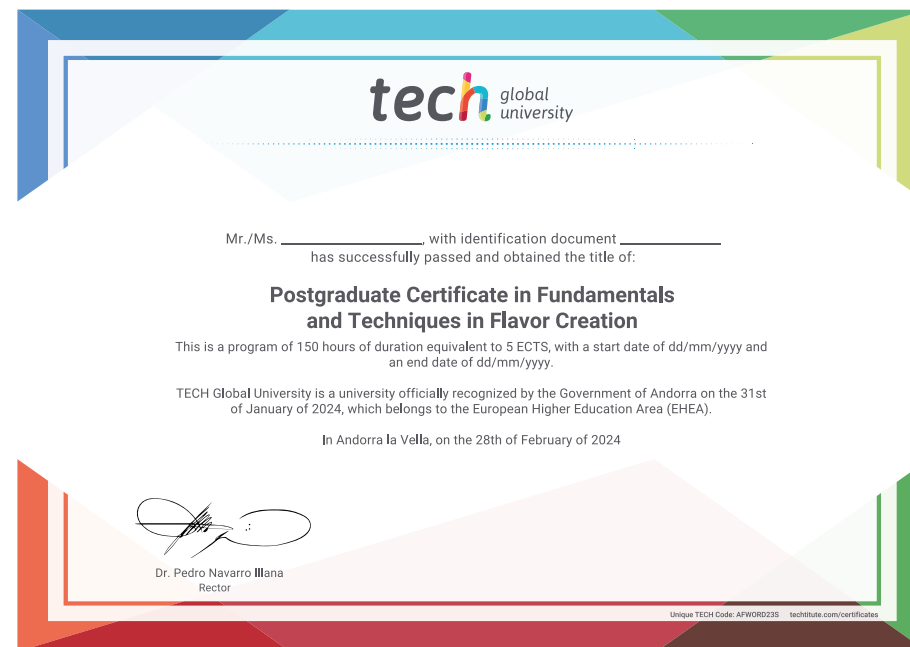 tech global university
Mr./Ms. ____________, with identification document ____________
has successfully passed and obtained the title of:
Postgraduate Certificate in Fundamentals
and Techniques in Flavor Creation
This is a program of 150 hours of duration equivalent to 5 ECTS, with a start date of dd/mm/yyyy and
an end date of dd/mm/yyyy.
TECH Global University is a university officially recognized by the Government of Andorra on the 31st
of January of 2024, which belongs to the European Higher Education Area (EHEA).
In Andorra la Vella, on the 28th of February of 2024
Dr. Pedro Navarro Illana
Rector
Unique TECH Code: AFWORD23S techtitute.com/certificates